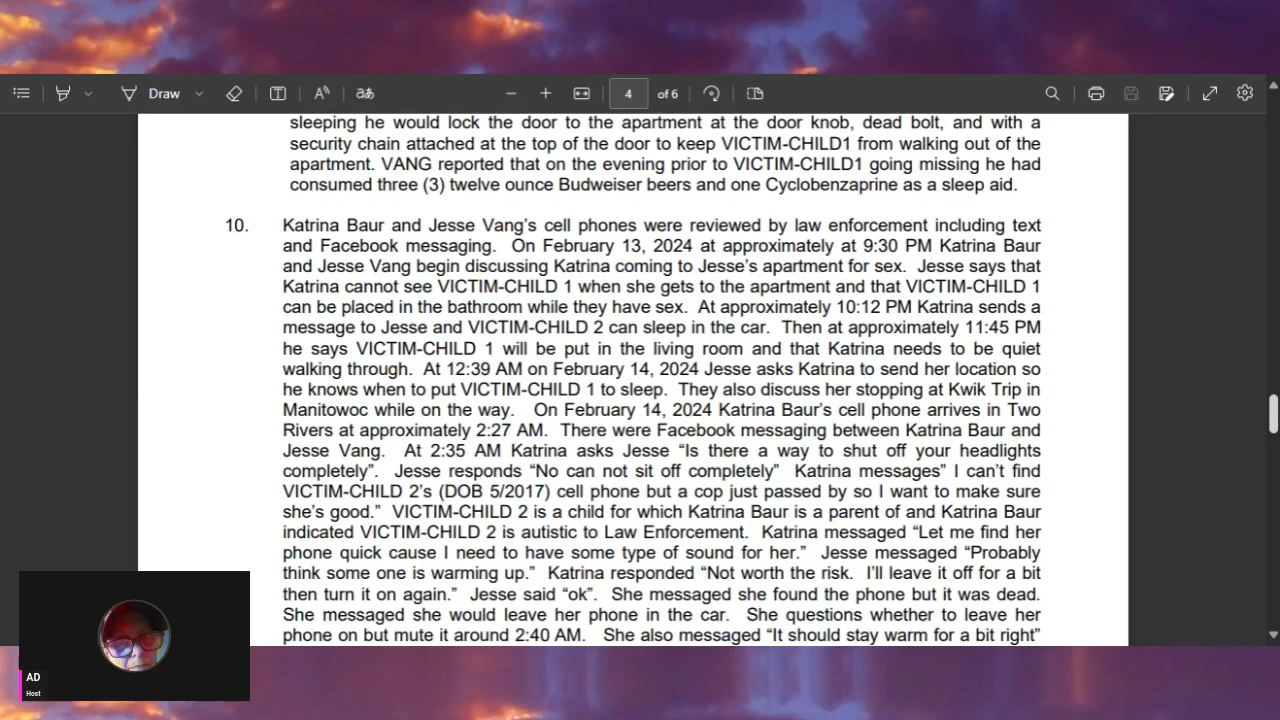 Draw
4 of 6
sleeping he would lock the door to the apartment at the door knob, dead bolt, and with a
security chain attached at the top of the door to keep VICTIM-CHILD1 from walking out of the
apartment. VANG reported that on the evening prior to VICTIM-CHILD1 going missing he had
consumed three (3) twelve ounce Budweiser beers and one Cyclobenzaprine as a sleep aid.
10. Katrina Baur and Jesse Vang's cell phones were reviewed by law enforcement including text
and Facebook messaging. On February 13, 2024 at approximately at 9:30 PM Katrina Baur
and Jesse Vang begin discussing Katrina coming to Jesse's apartment for sex. Jesse says that
Katrina cannot see VICTIM-CHILD 1 when she gets to the apartment and that VICTIM-CHILD 1
can be placed in the bathroom while they have sex. At approximately 10:12 PM Katrina sends a
message to Jesse and VICTIM-CHILD 2 can sleep in the car. Then at approximately 11:45 PM
he says VICTIM-CHILD 1 will be put in the living room and that Katrina needs to be quiet
walking through. At 12:39 AM on February 14, 2024 Jesse asks Katrina to send her location so
he knows when to put VICTIM-CHILD 1 to sleep. They also discuss her stopping at Kwik Trip in
Manitowoc while on the way. On February 14, 2024 Katrina Baur's cell phone arrives in Two
Rivers at approximately 2:27 AM. There were Facebook messaging between Katrina Baur and
Jesse Vang. At 2:35 AM Katrina asks Jesse "Is there a way to shut off your headlights
completely". Jesse responds "No can not sit off completely" Katrina messages" I can't find
VICTIM-CHILD 2's (DOB 5/2017) cell phone but a cop just passed by so I want to make sure
she's good." VICTIM-CHILD 2 is a child for which Katrina Baur is a parent of and Katrina Baur
indicated VICTIM-CHILD 2 is autistic to Law Enforcement. Katrina messaged "Let me find her
phone quick cause I need to have some type of sound for her." Jesse messaged "Probably
think some one is warming up." Katrina responded "Not worth the risk. I'll leave it off for a bit
then turn it on again." Jesse said "ok". She messaged she found the phone but it was dead.
She messaged she would leave her phone in the car. She questions whether to leave her
phone on but mute it around 2:40 AM. She also messaged "It should stay warm for a bit right"
AD
Host